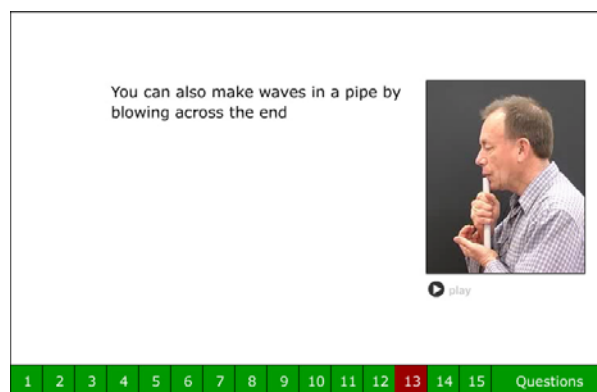 You can also make waves in a pipe by
blowing across the end
play
1 2 3 4 5 6 7 8 9 10 11 12 13 14 15 Questions